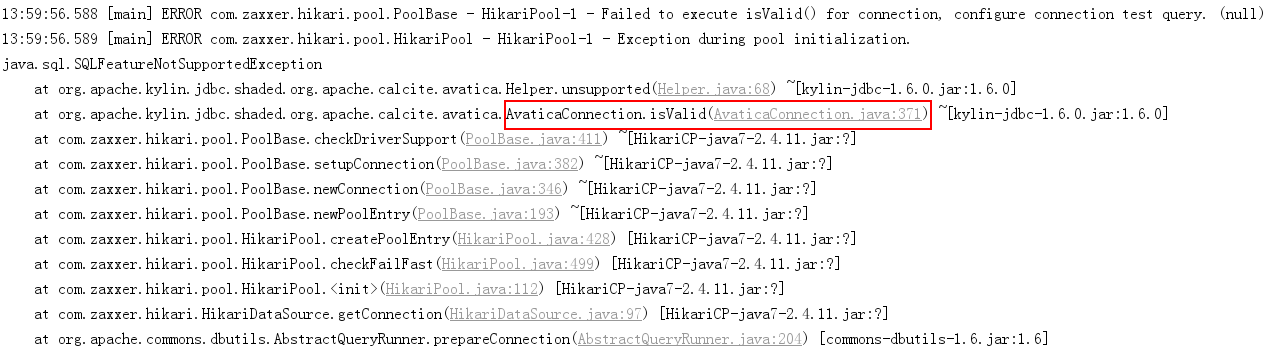 13:59:56.588 [main] ERROR com.zaxxer.hikari.pool.PoolBase - HikariPool-1 - Failed to execute isValid() for connection, configure connection test query. (null)
13:59:56.589 [main] ERROR com.zaxxer.hikari.pool.HikariPool - HikariPool-1 - Exception during pool initialization.
java.sql.SQLFeatureNotSupportedException
at org.apache.kylin.jdbc.shaded.org.apache.calcite.avatica.Helper.unsupported(Helper.java:68) ~[kylin-jdbc-1.6.0.jar:1.6.0]
at org.apache.kylin.jdbc.shaded.org.apache.calcite.avatica.AvaticaConnection.isValid(AvaticaConnection.java:371) ~[kylin-jdbc-1.6.0.jar:1.6.0]
at com.zaxxer.hikari.pool.PoolBase.checkDriverSupport(PoolBase.java:411) ~[HikariCP-java7-2.4.11.jar:?]
at com.zaxxer.hikari.pool.PoolBase.setupConnection(PoolBase.java:382) ~[HikariCP-java7-2.4.11.jar:?]
at com.zaxxer.hikari.pool.PoolBase.newConnection(PoolBase.java:346) ~[HikariCP-java7-2.4.11.jar:?]
at com.zaxxer.hikari.pool.PoolBase.newPoolEntry(PoolBase.java:193) ~[HikariCP-java7-2.4.11.jar:?]
at com.zaxxer.hikari.pool.HikariPool.createPoolEntry(HikariPool.java:428) [HikariCP-java7-2.4.11.jar:?]
at com.zaxxer.hikari.pool.HikariPool.checkFailFast(HikariPool.java:499) [HikariCP-java7-2.4.11.jar:?]
at com.zaxxer.hikari.pool.HikariPool.<init>(HikariPool.java:112) [HikariCP-java7-2.4.11.jar:?]
at com.zaxxer.hikari.HikariDataSource.getConnection(HikariDataSource.java:97) [HikariCP-java7-2.4.11.jar:?]
at org.apache.commons.dbutils.AbstractQueryRunner.prepareConnection(AbstractQueryRunner.java:204) [commons-dbutils-1.6.jar:1.6]